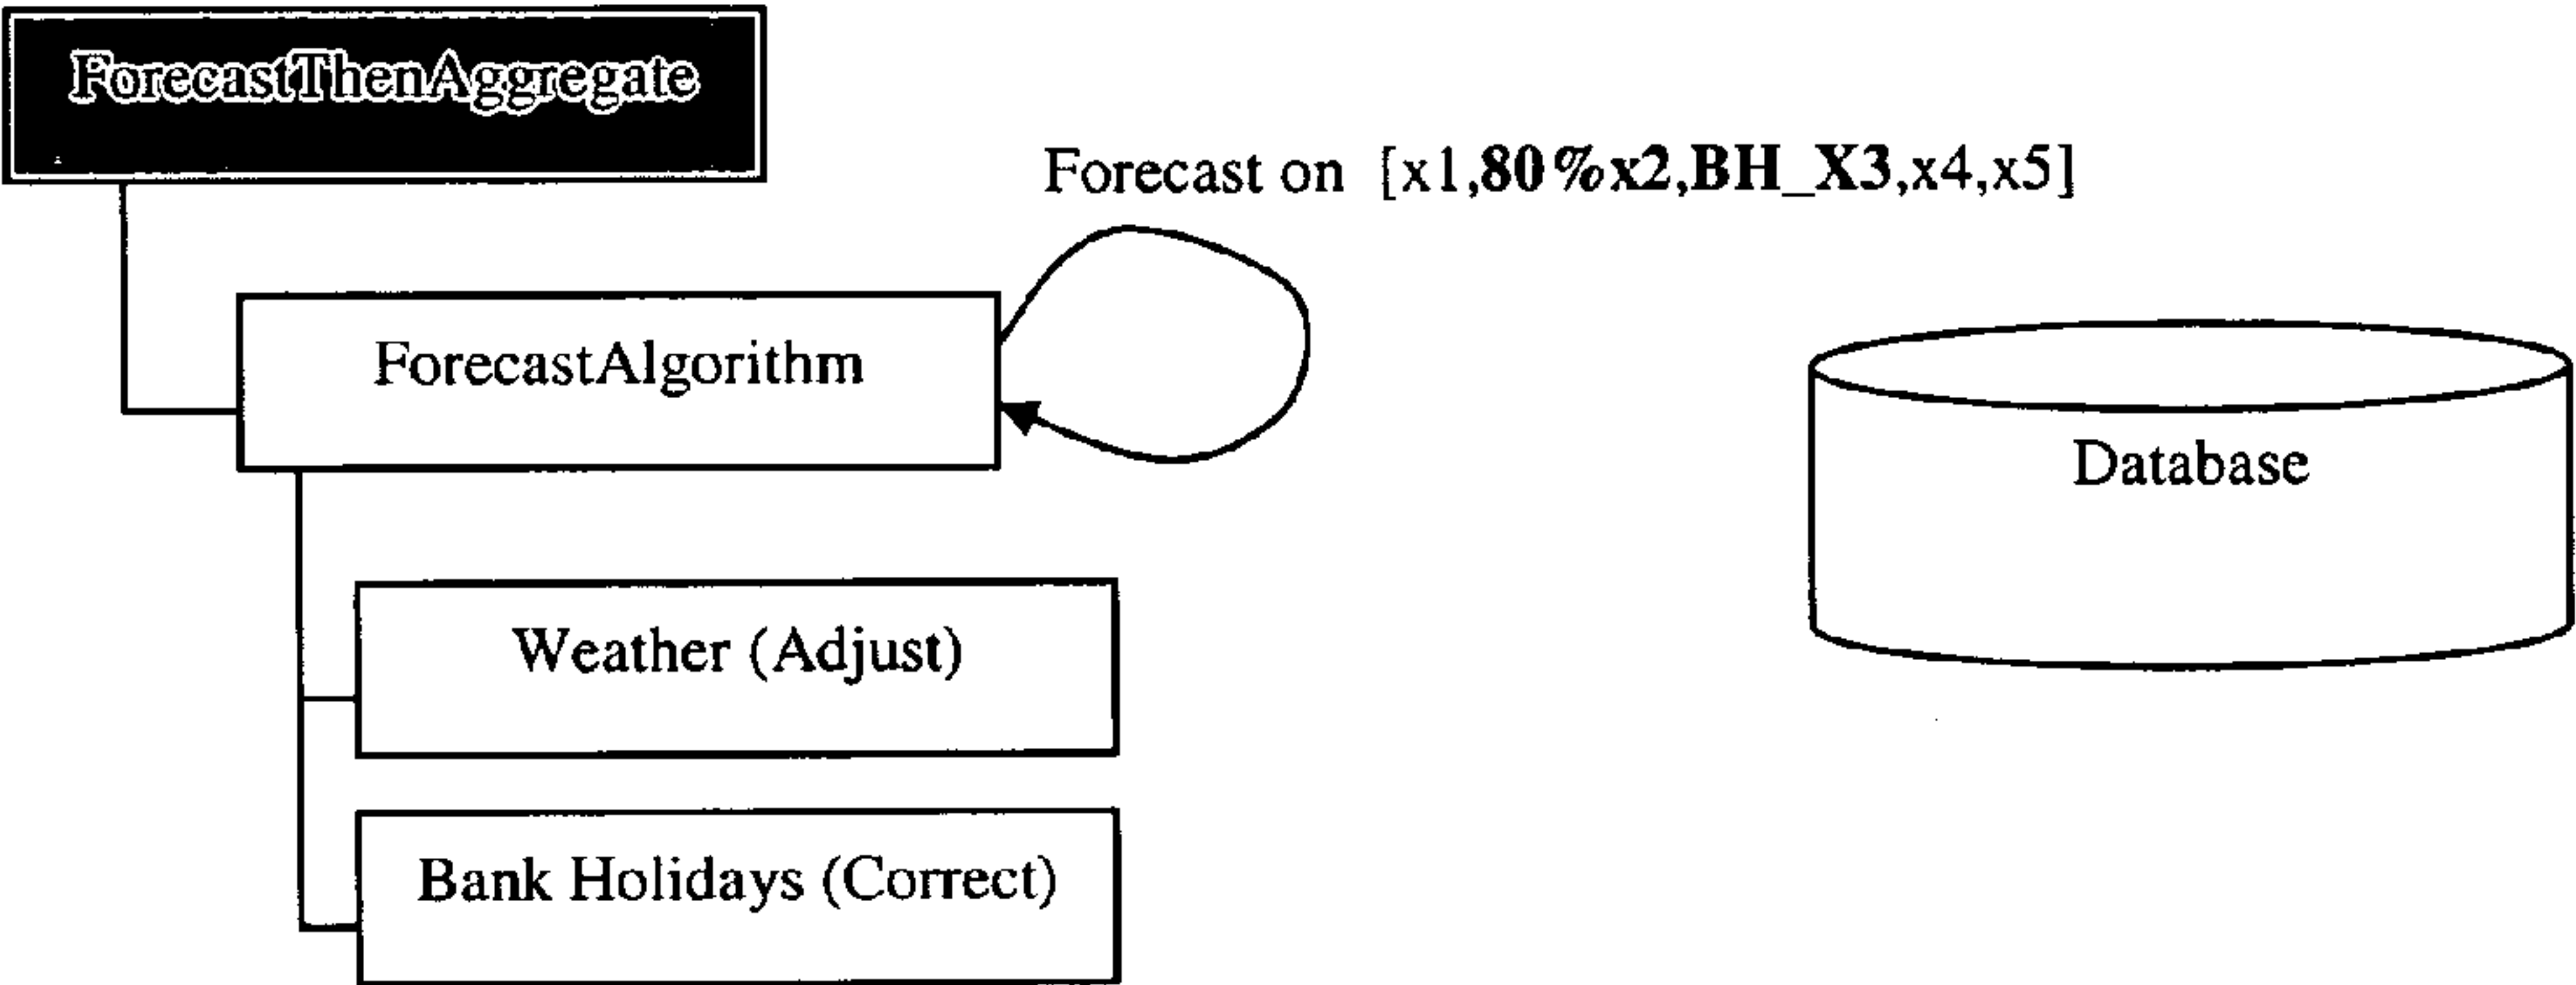 ForecastThenAggregate
Forecast on [x1,80%x2,BH_X3,x4,x5]
ForecastAlgorithm
Database
Weather (Adjust)
Bank Holidays (Correct)